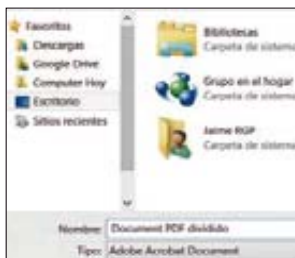 Favoritos
Descargas
Google Drive
Computer Hoy
Escritorio
Sitios recientes
Bibliotecas
Carpeta de sistema
Grupo en el hogar
Carpeta de sistema
Jaime RGP
Carpeta de sistema
Nombre: Document PDF dividido
Tipo: Adobe Acrobat Document